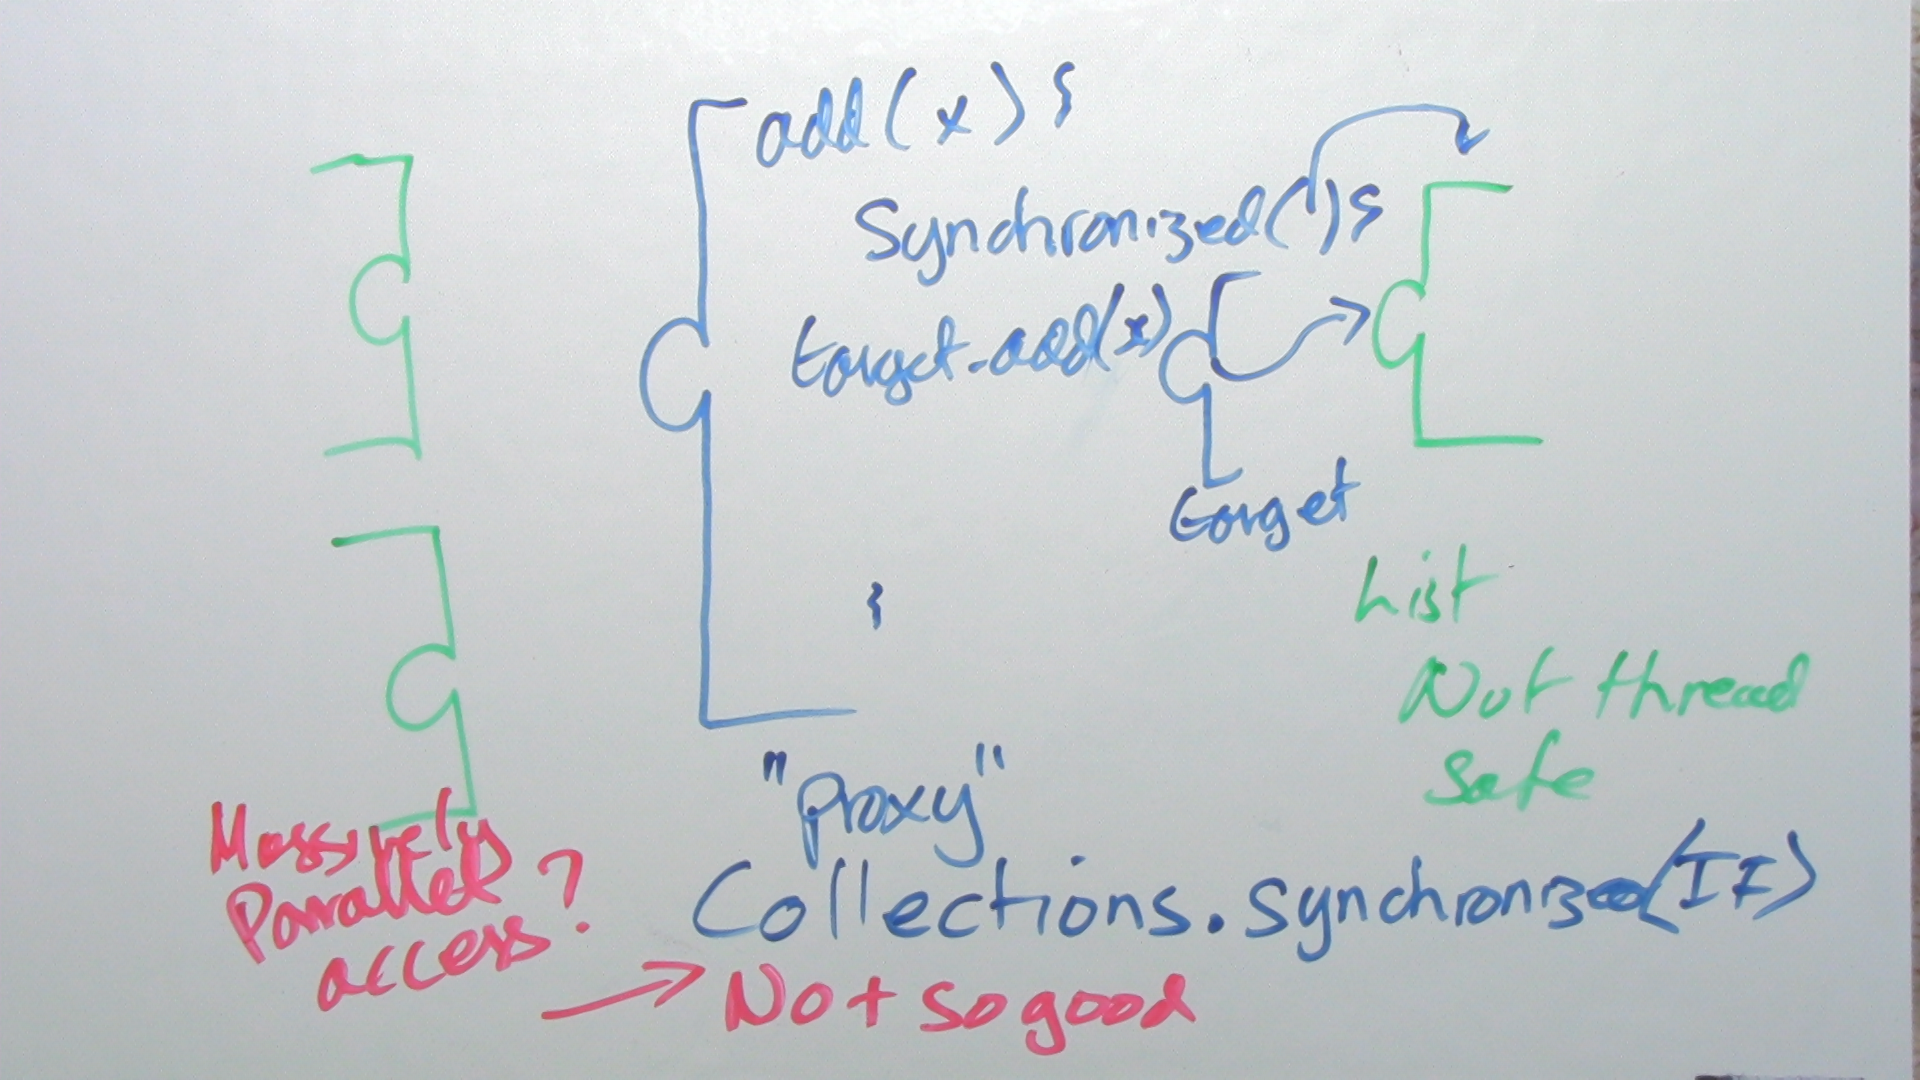 add(x) {
Synchronized( ) {
target.add(x)
target
}
List
Not thread
Safe
"Proxy"
Massively
Parallel
access?
Collections.synchronized(IF)
Not so good